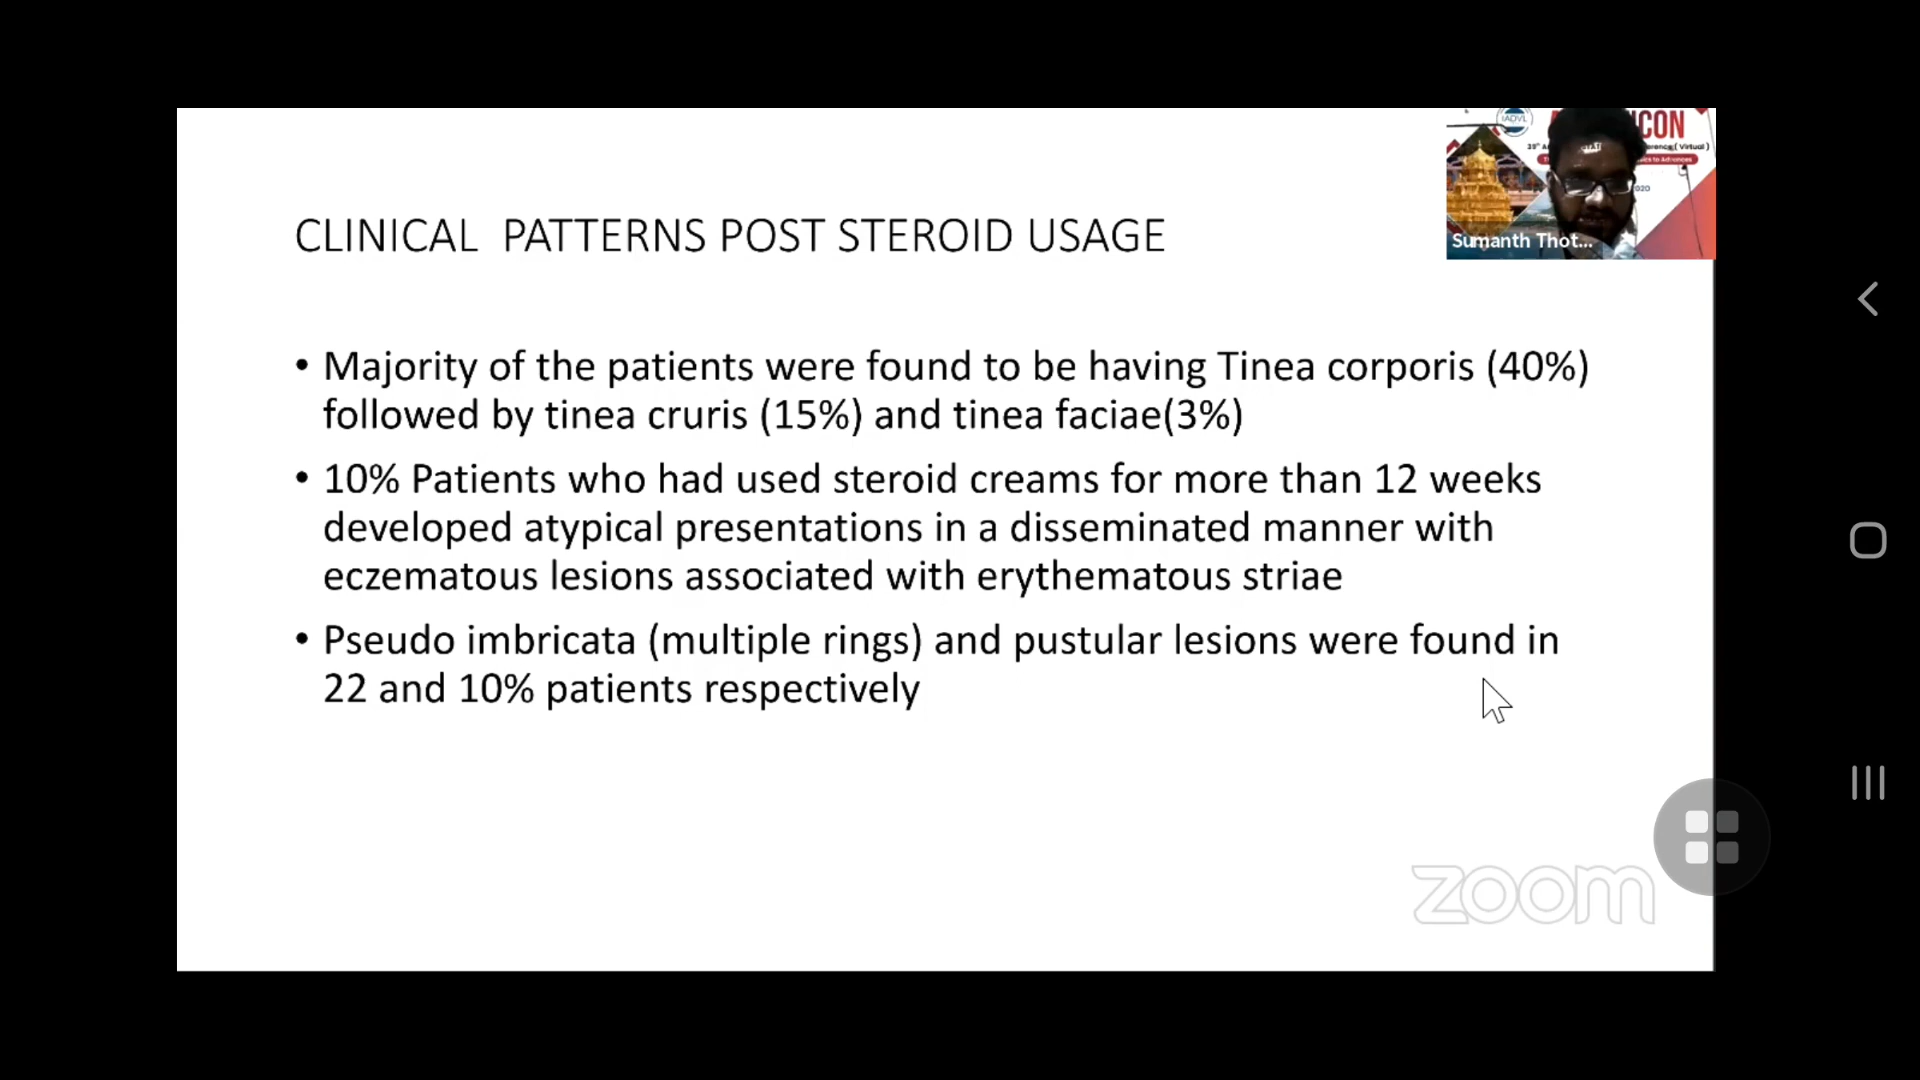 CLINICAL PATTERNS POST STEROID USAGE
• Majority of the patients were found to be having Tinea corporis (40%)
followed by tinea cruris (15%) and tinea faciae(3%)
• 10% Patients who had used steroid creams for more than 12 weeks
developed atypical presentations in a disseminated manner with
eczematous lesions associated with erythematous striae
• Pseudo imbricata (multiple rings) and pustular lesions were found in
22 and 10% patients respectively
IADVL
CON
( Virtual )
Sumanth Thot...
zoom